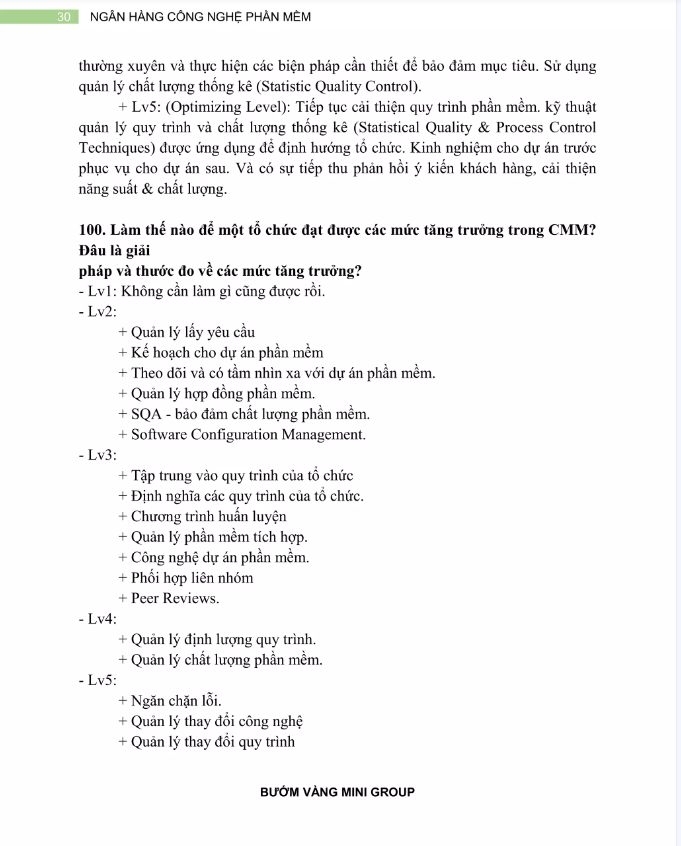 30 NGÂN HÀNG CÔNG NGHỆ PHẦN MỀM
thường xuyên và thực hiện các biện pháp cần thiết để bảo đảm mục tiêu. Sử dụng
quản lý chất lượng thống kê (Statistic Quality Control).
+ Lv5: (Optimizing Level): Tiếp tục cải thiện quy trình phần mềm. kỹ thuật
quản lý quy trình và chất lượng thống kê (Statistical Quality & Process Control
Techniques) được ứng dụng để định hướng tổ chức. Kinh nghiệm cho dự án trước
phục vụ cho dự án sau. Và có sự tiếp thu phản hồi ý kiến khách hàng, cải thiện
năng suất & chất lượng.
100. Làm thế nào để một tổ chức đạt được các mức tăng trưởng trong CMM?
Đâu là giải
pháp và thước đo về các mức tăng trưởng?
- Lv1: Không cần làm gì cũng được rồi.
- Lv2:
+ Quản lý lấy yêu cầu
+ Kế hoạch cho dự án phần mềm
+ Theo dõi và có tầm nhìn xa với dự án phần mềm.
+ Quản lý hợp đồng phần mềm.
+ SQA - bảo đảm chất lượng phần mềm.
+ Software Configuration Management.
- Lv3:
+ Tập trung vào quy trình của tổ chức
+ Định nghĩa các quy trình của tổ chức.
+ Chương trình huấn luyện
+ Quản lý phần mềm tích hợp.
+ Công nghệ dự án phần mềm.
+ Phối hợp liên nhóm
+ Peer Reviews.
- Lv4:
+ Quản lý định lượng quy trình.
+ Quản lý chất lượng phần mềm.
- Lv5:
+ Ngăn chặn lỗi.
+ Quản lý thay đổi công nghệ
+ Quản lý thay đổi quy trình
BƯỚM VÀNG MINI GROUP